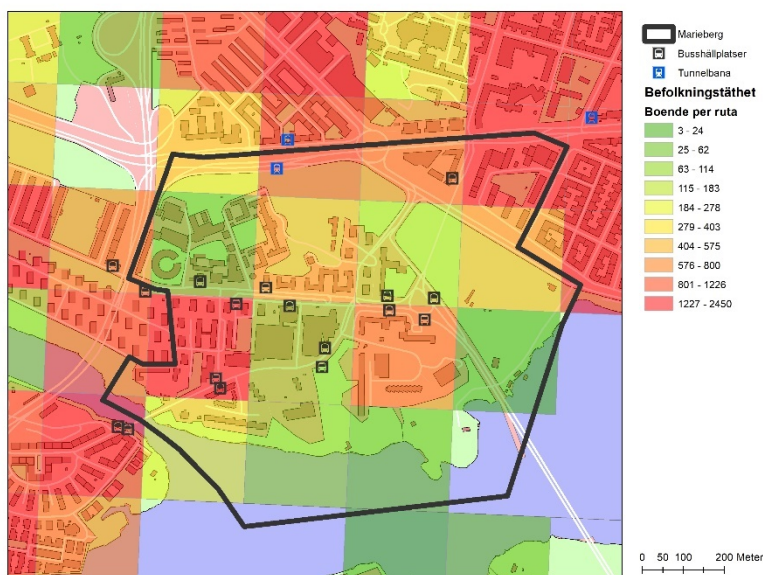 Marieberg
Busshållplatser
Tunnelbana
Befolkningstäthet
Boende per ruta
3 - 24
25 - 62
63 - 114
115 - 183
184 - 278
279 - 403
404 - 575
576 - 800
801 - 1226
1227 - 2450
0 50 100 200 Meter